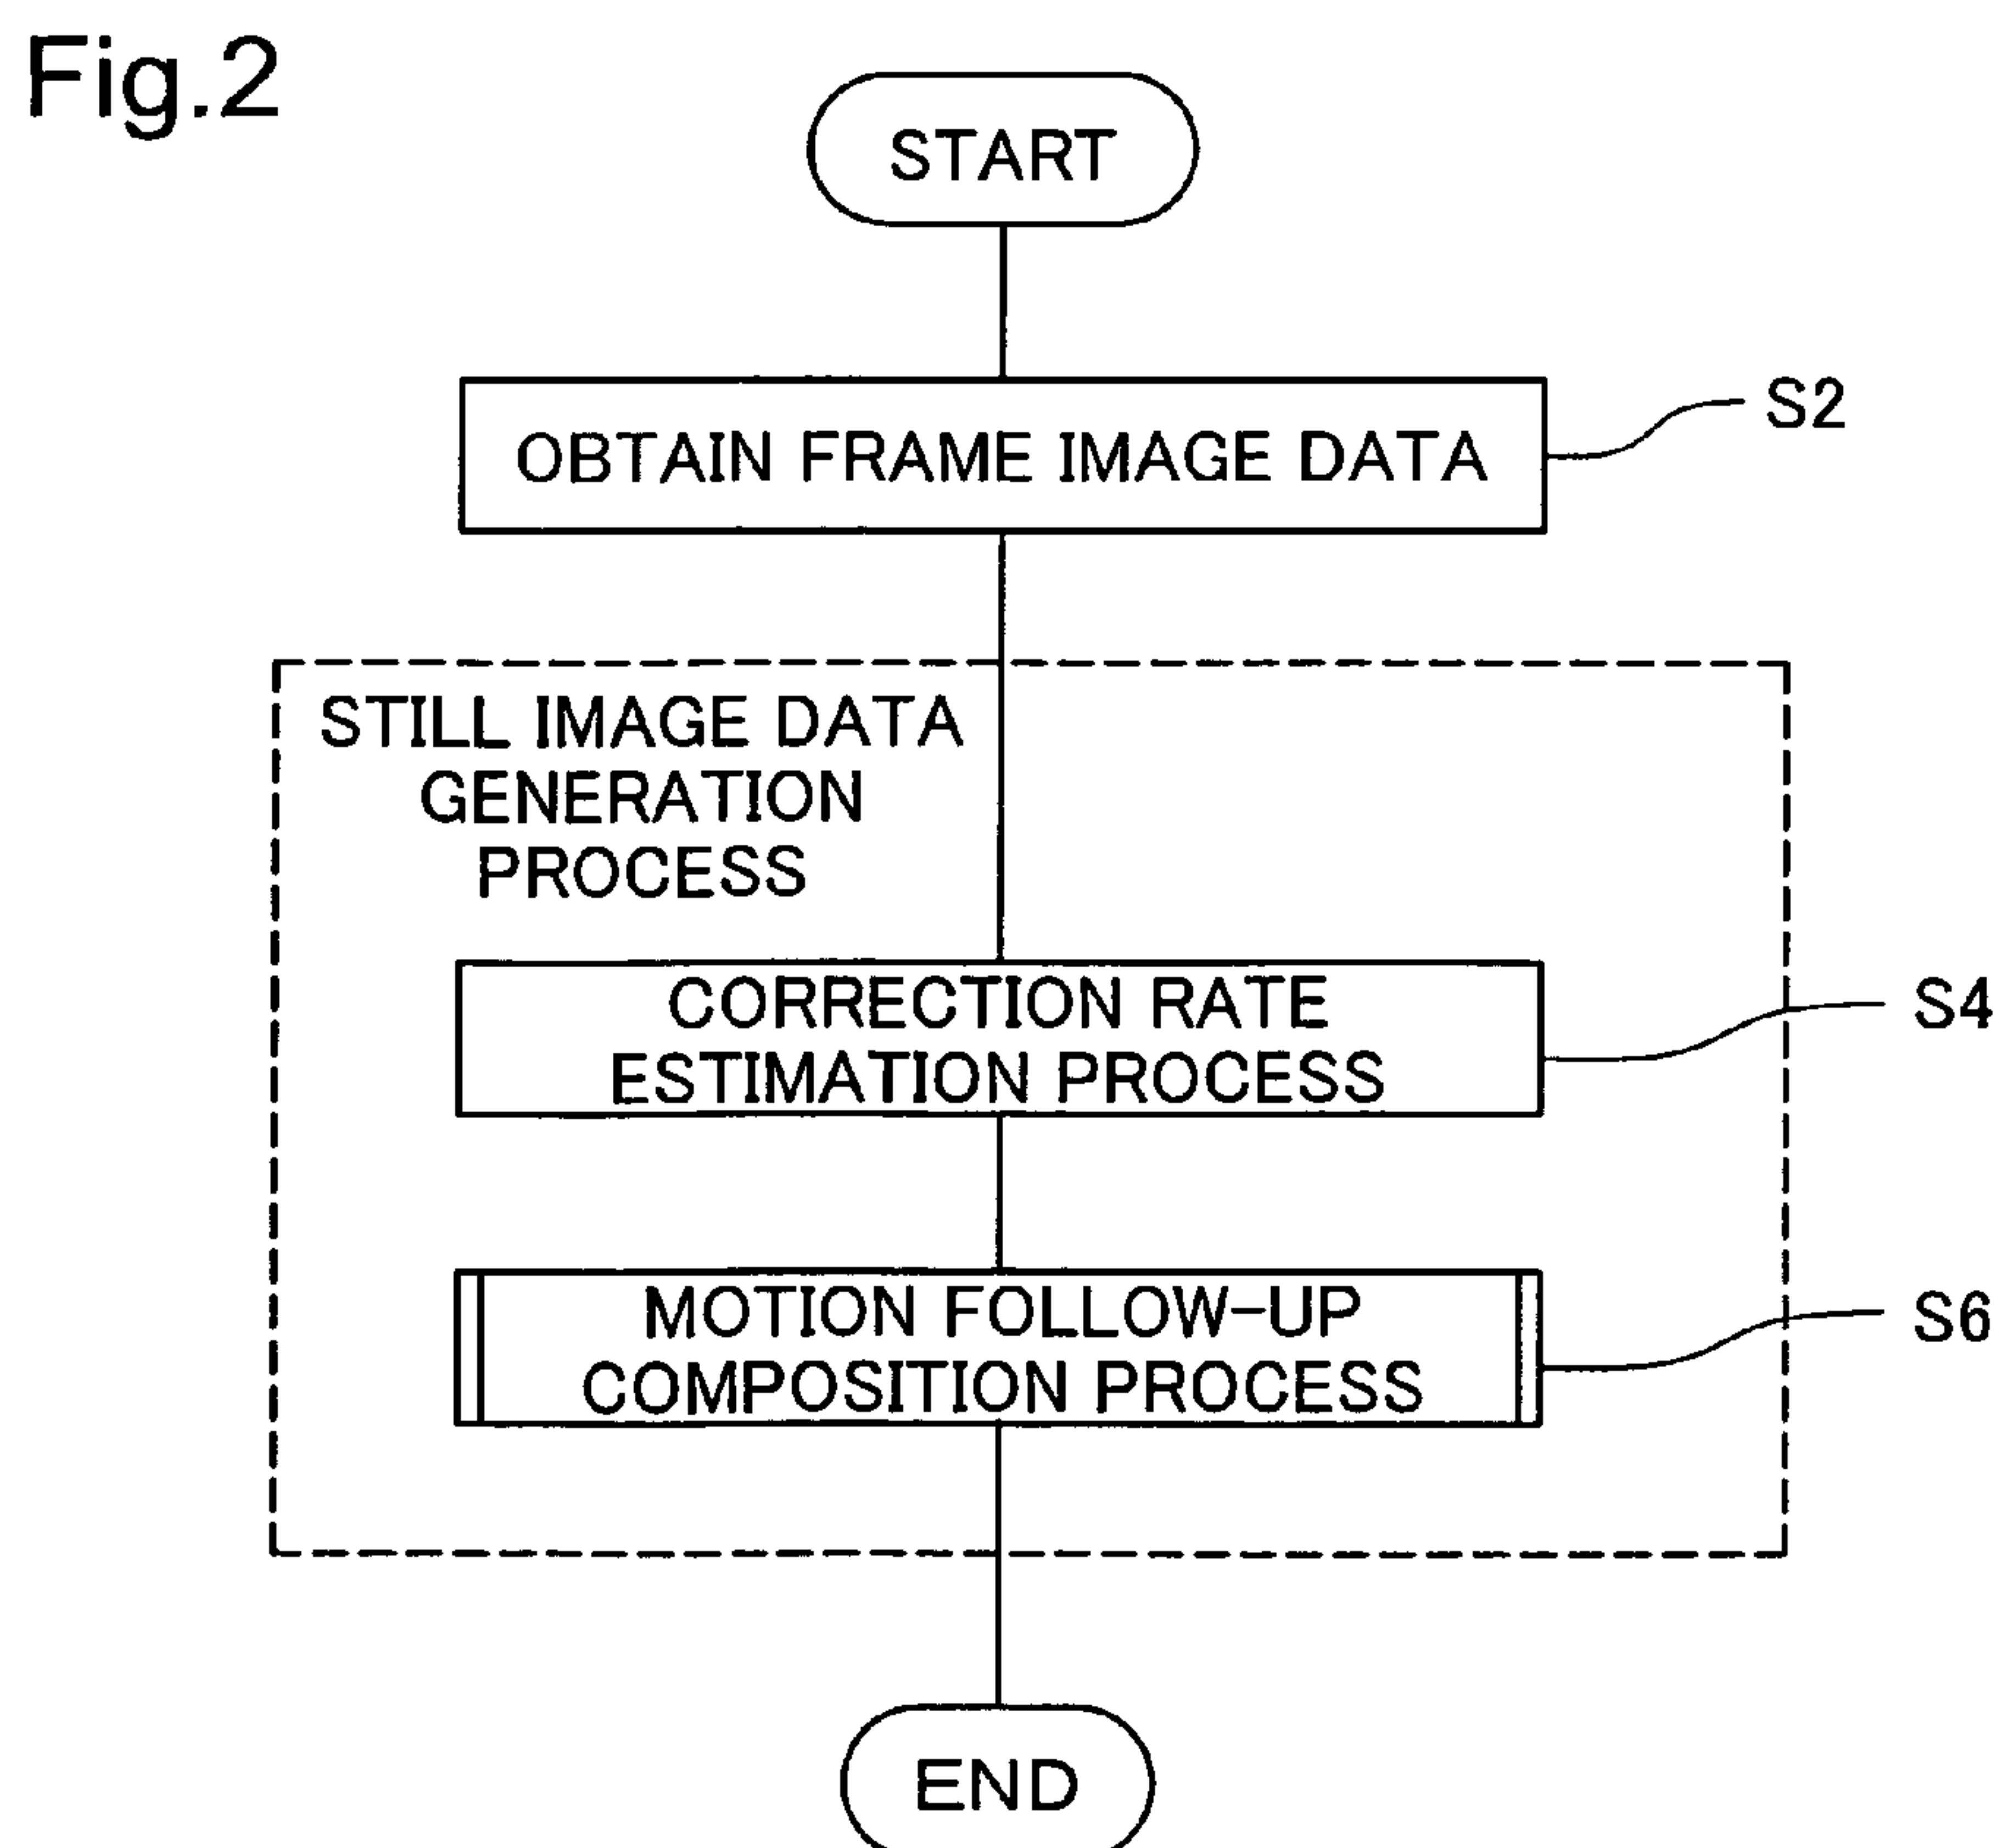 Fig.2
START
OBTAIN FRAME IMAGE DATA
S2
STILL IMAGE DATA
GENERATION
PROCESS
CORRECTION RATE
ESTIMATION PROCESS
S4
MOTION FOLLOW-UP
COMPOSITION PROCESS
S6
END